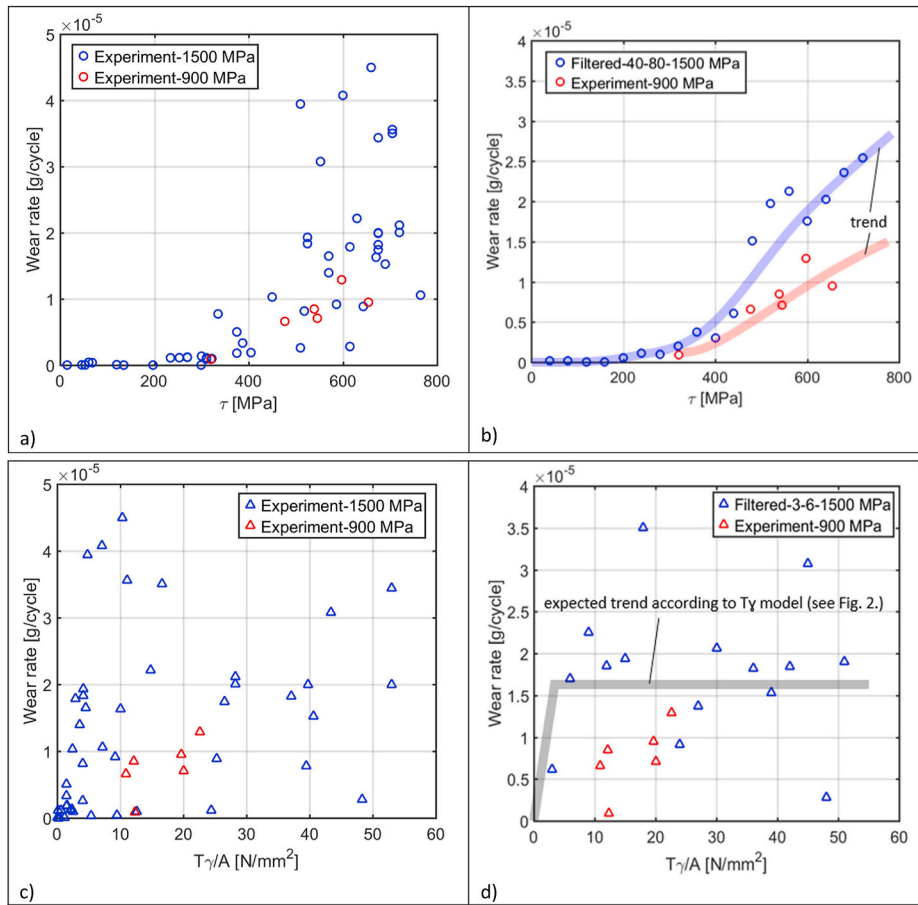 ×10⁻⁵
5
4
3
2
1
0
Wear rate [g/cycle]
Experiment-1500 MPa
Experiment-900 MPa
0 200 400 600 800
τ [MPa]
a)
×10⁻⁵
4
3.5
3
2.5
2
1.5
1
0.5
0
Wear rate [g/cycle]
Filtered-40-80-1500 MPa
Experiment-900 MPa
trend
0 200 400 600 800
τ [MPa]
b)
×10⁻⁵
5
4
3
2
1
0
Wear rate [g/cycle]
Experiment-1500 MPa
Experiment-900 MPa
0 10 20 30 40 50 60
Tγ/A [N/mm²]
c)
×10⁻⁵
4
3.5
3
2.5
2
1.5
1
0.5
0
Wear rate [g/cycle]
Filtered-3-6-1500 MPa
Experiment-900 MPa
expected trend according to Tɣ model (see Fig. 2.)
0 10 20 30 40 50 60
Tγ/A [N/mm²]
d)